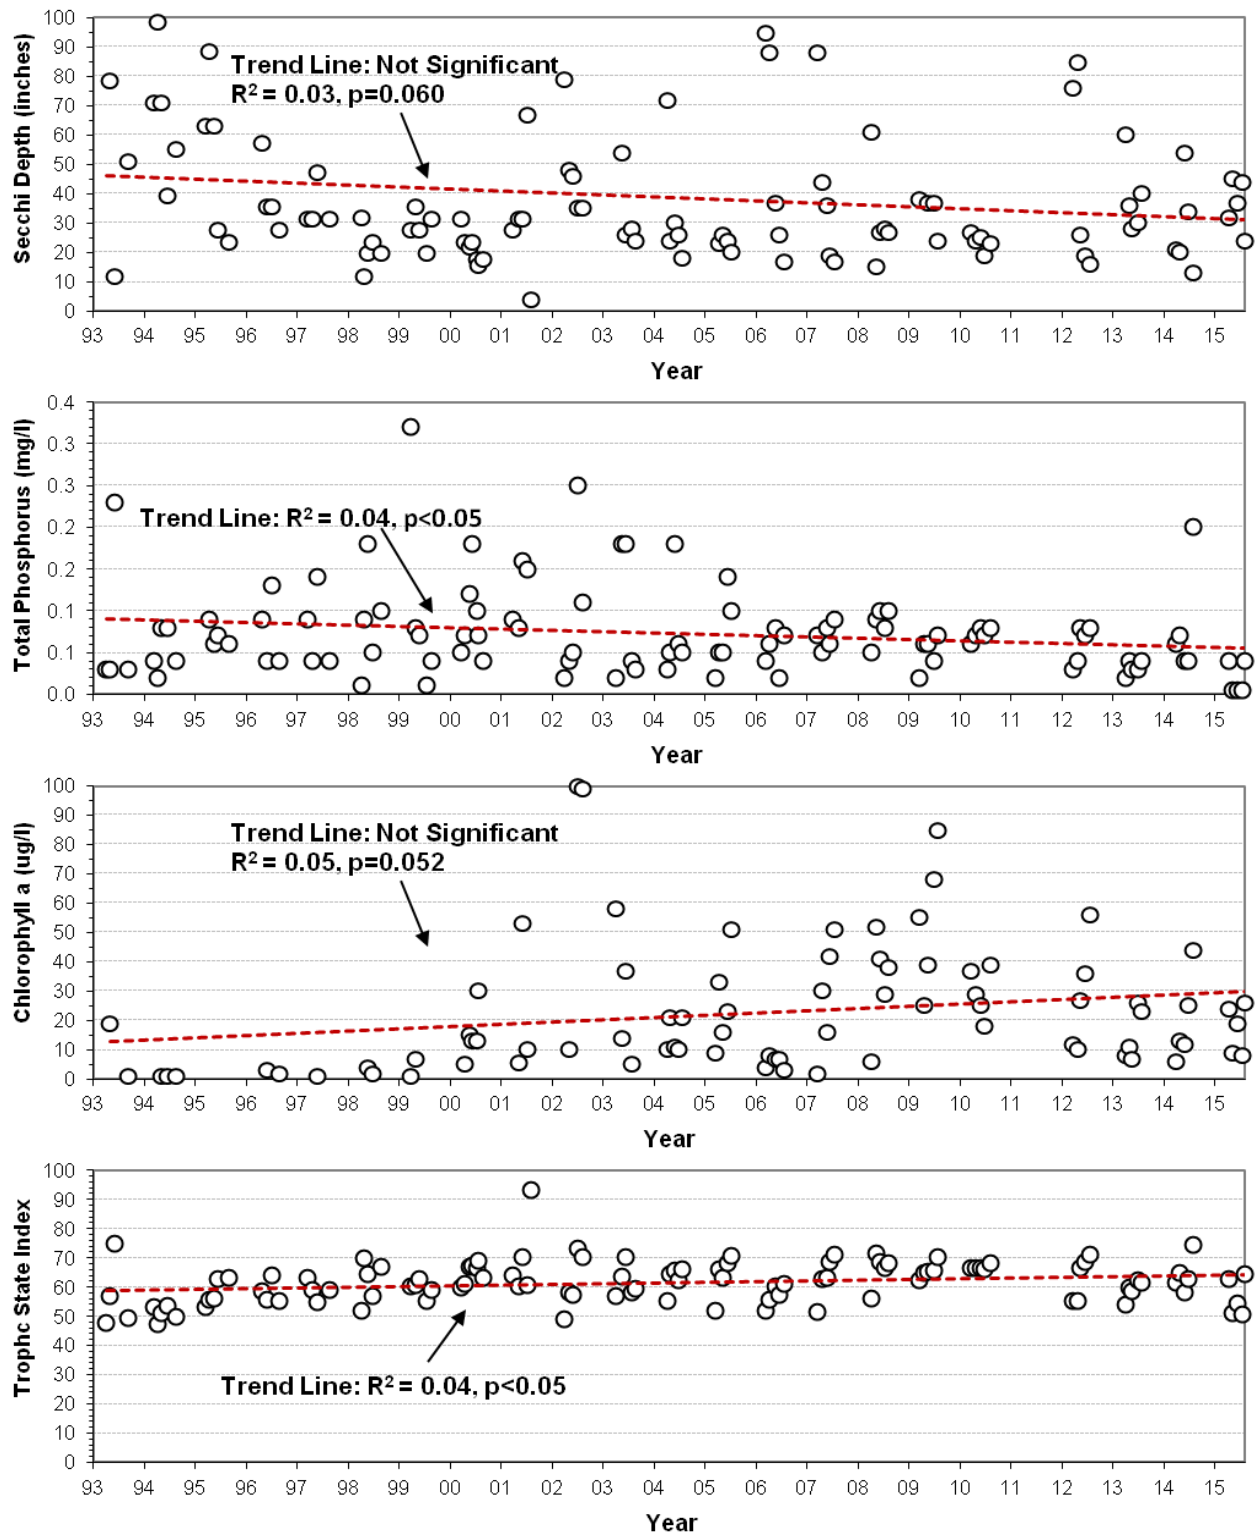 Secchi Depth (inches)
100
90
80
70
60
50
40
30
20
10
0
Trend Line: Not Significant
R² = 0.03, p=0.060
93 94 95 96 97 98 99 00 01 02 03 04 05 06 07 08 09 10 11 12 13 14 15
Year
Total Phosphorus (mg/l)
0.4
0.3
0.3
0.2
0.2
0.1
0.1
0.0
Trend Line: R² = 0.04, p<0.05
93 94 95 96 97 98 99 00 01 02 03 04 05 06 07 08 09 10 11 12 13 14 15
Year
Chlorophyll a (ug/l)
100
90
80
70
60
50
40
30
20
10
0
Trend Line: Not Significant
R² = 0.05, p=0.052
93 94 95 96 97 98 99 00 01 02 03 04 05 06 07 08 09 10 11 12 13 14 15
Year
Trophc State Index
100
90
80
70
60
50
40
30
20
10
0
Trend Line: R² = 0.04, p<0.05
93 94 95 96 97 98 99 00 01 02 03 04 05 06 07 08 09 10 11 12 13 14 15
Year